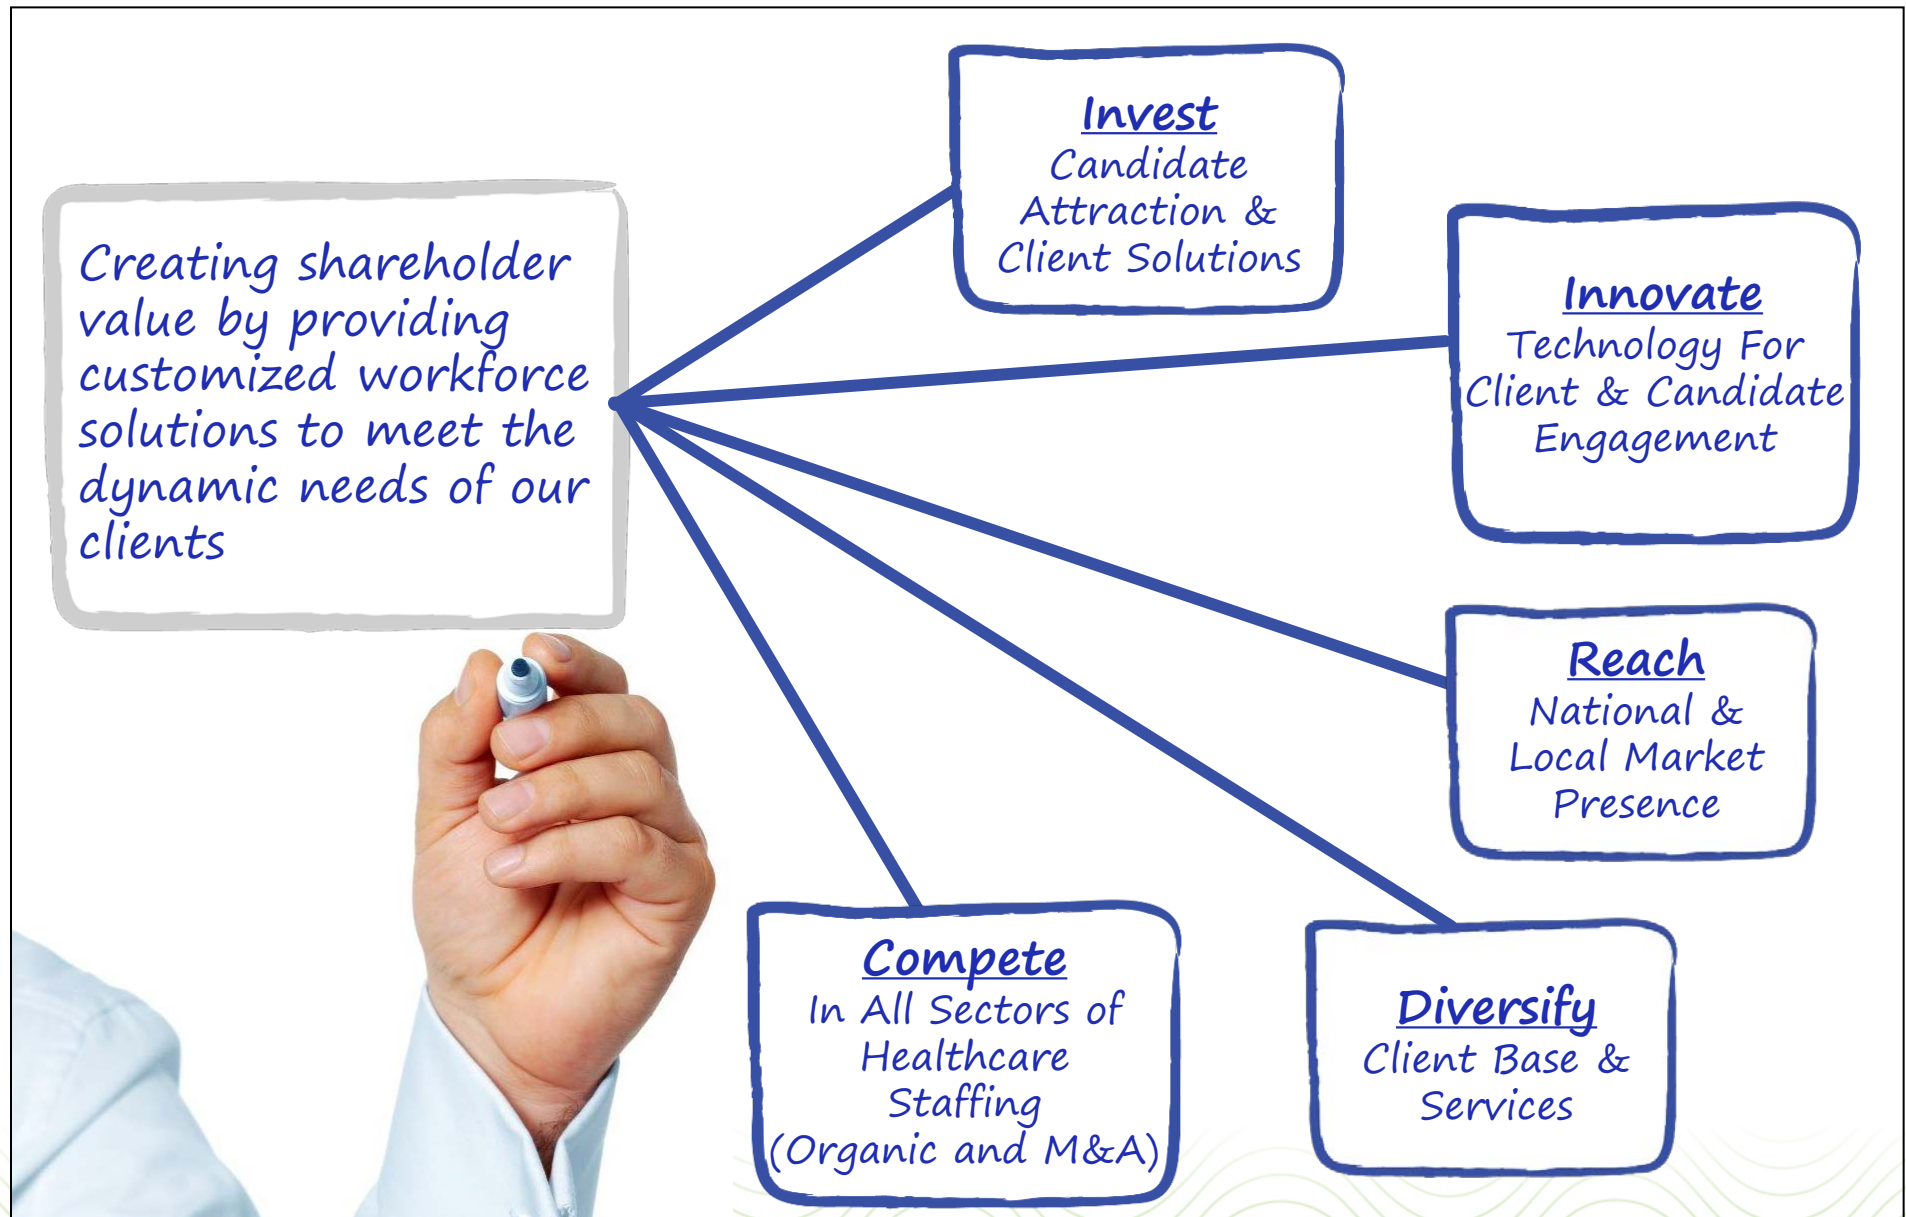 Creating shareholder
value by providing
customized workforce
solutions to meet the
dynamic needs of our
clients
Invest
Candidate
Attraction &
Client Solutions
Innovate
Technology For
Client & Candidate
Engagement
Reach
National &
Local Market
Presence
Diversify
Client Base &
Services
Compete
In All Sectors of
Healthcare
Staffing
(Organic and M&A)